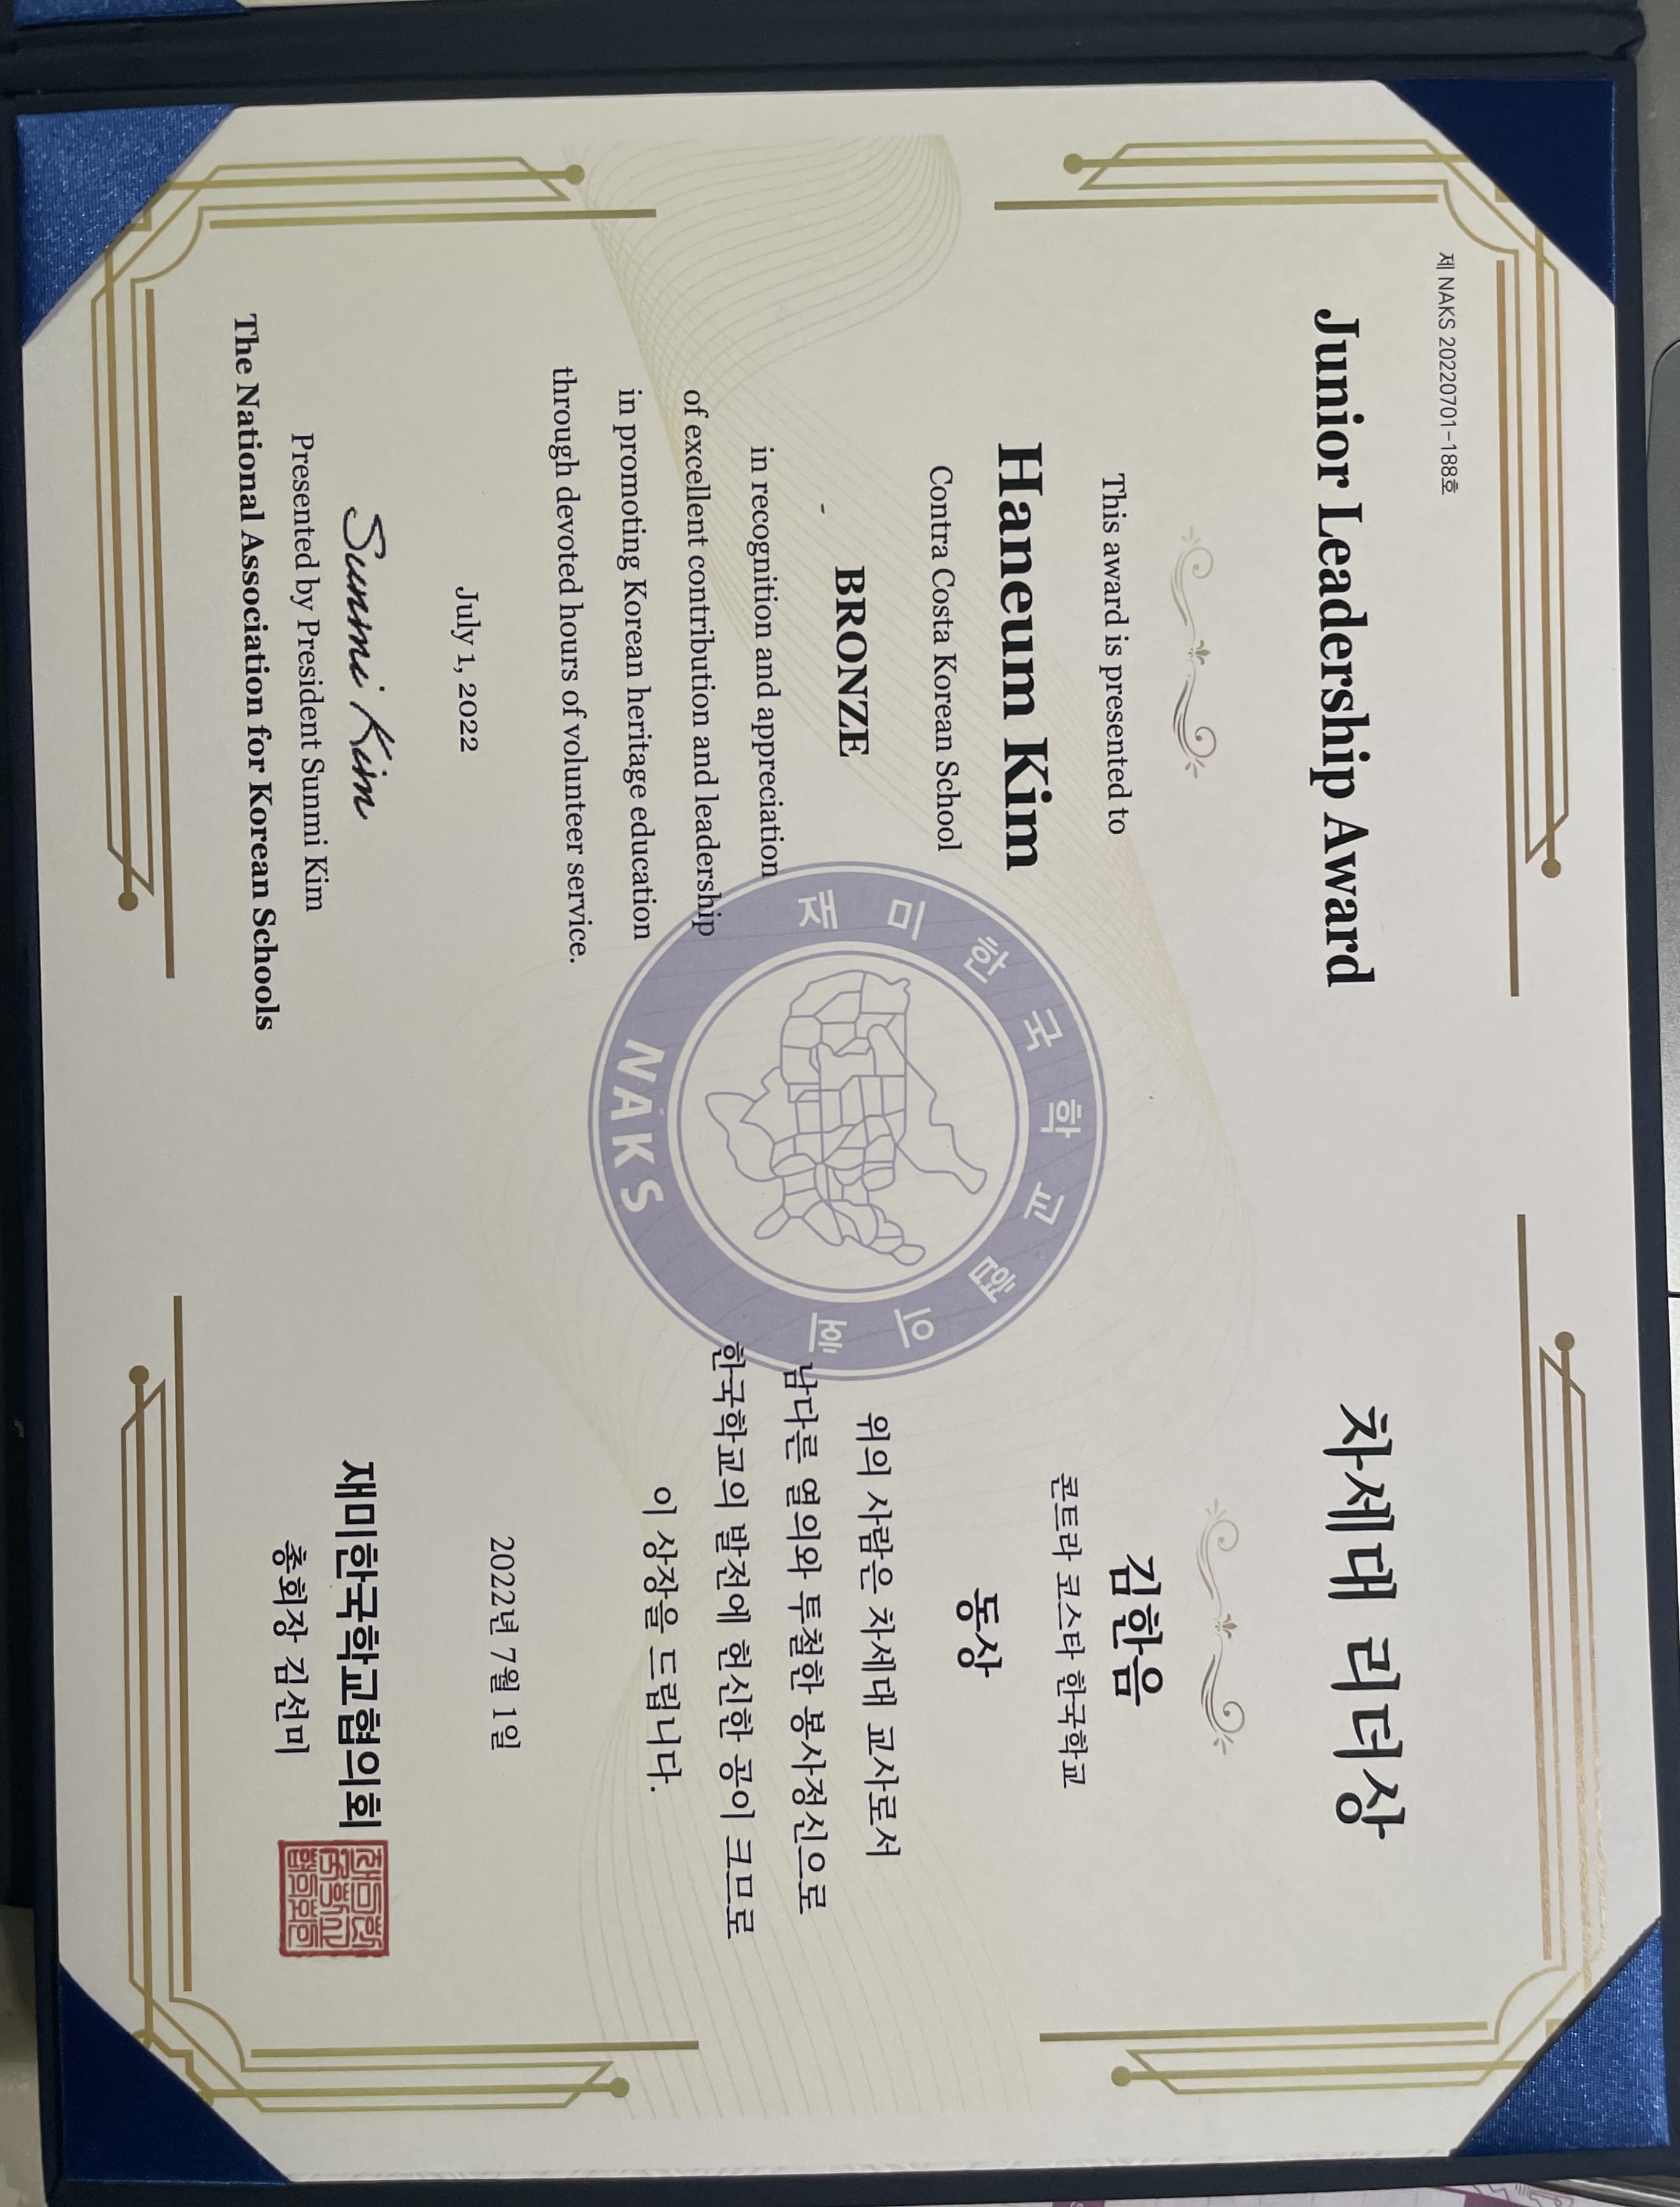 제 NAKS 20220701-188호
Junior Leadership Award
This award is presented to
Haneum Kim
Contra Costa Korean School
BRONZE
in recognition and appreciation
of excellent contribution and leadership
in promoting Korean heritage education
through devoted hours of volunteer service.
July 1, 2022
Sunmi Kim
Presented by President Sunmi Kim
The National Association for Korean Schools
재미한국학교협의회
NAKS
차세대 리더상
김한음
콘트라 코스타 한국학교
동상
위의 사람은 차세대 교사로서
남다른 열의와 투철한 봉사정신으로
한국학교의 발전에 헌신한 공이 크므로
이 상장을 드립니다.
2022년 7월 1일
재미한국학교협의회
총회장 김선미